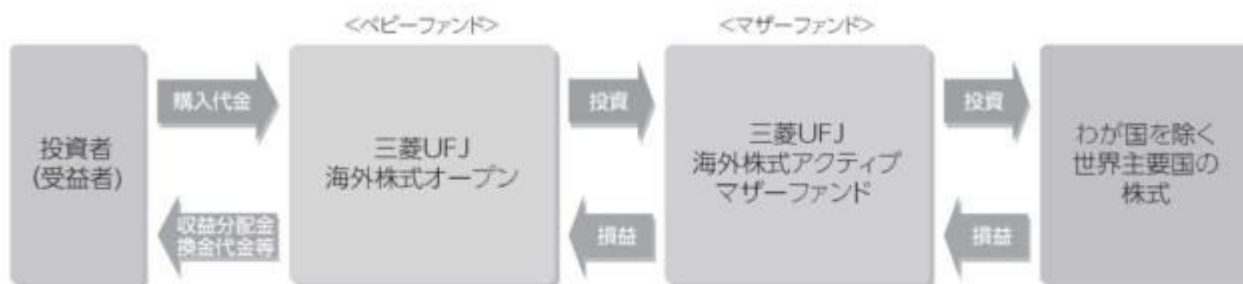 <ベビーファンド>
<マザーファンド>
購入代金
投資
投資
投資者
(受益者)
三菱UFJ
海外株式オープン
三菱UFJ
海外株式アクティブ
マザーファンド
わが国を除く
世界主要国の
株式
収益分配金
換金代金等
損益
損益